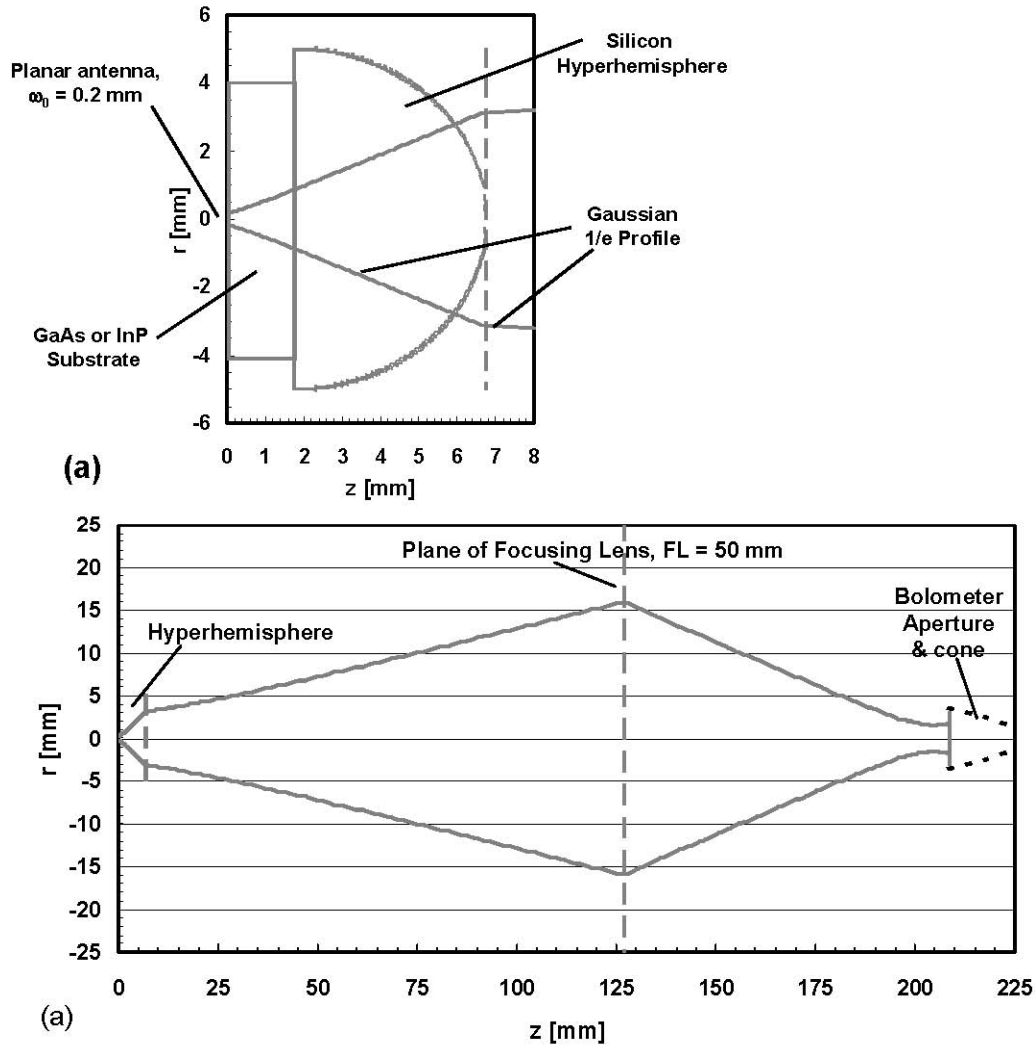 6
4
2
0
-2
-4
-6
r [mm]
Planar antenna,
ω₀ = 0.2 mm
Silicon
Hyperhemisphere
Gaussian
1/e Profile
GaAs or InP
Substrate
0 1 2 3 4 5 6 7 8
z [mm]
(a)
25
20
15
10
5
0
-5
-10
-15
-20
-25
r [mm]
Plane of Focusing Lens, FL = 50 mm
Hyperhemisphere
Bolometer
Aperture
& cone
0 25 50 75 100 125 150 175 200 225
z [mm]
(a)